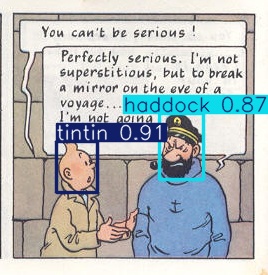 You can't be serious !
Perfectly serious. I'm not
superstitious, but to break
a mirror on the eve of a
voyage...
haddock 0.87
I'm not going
tintin 0.91